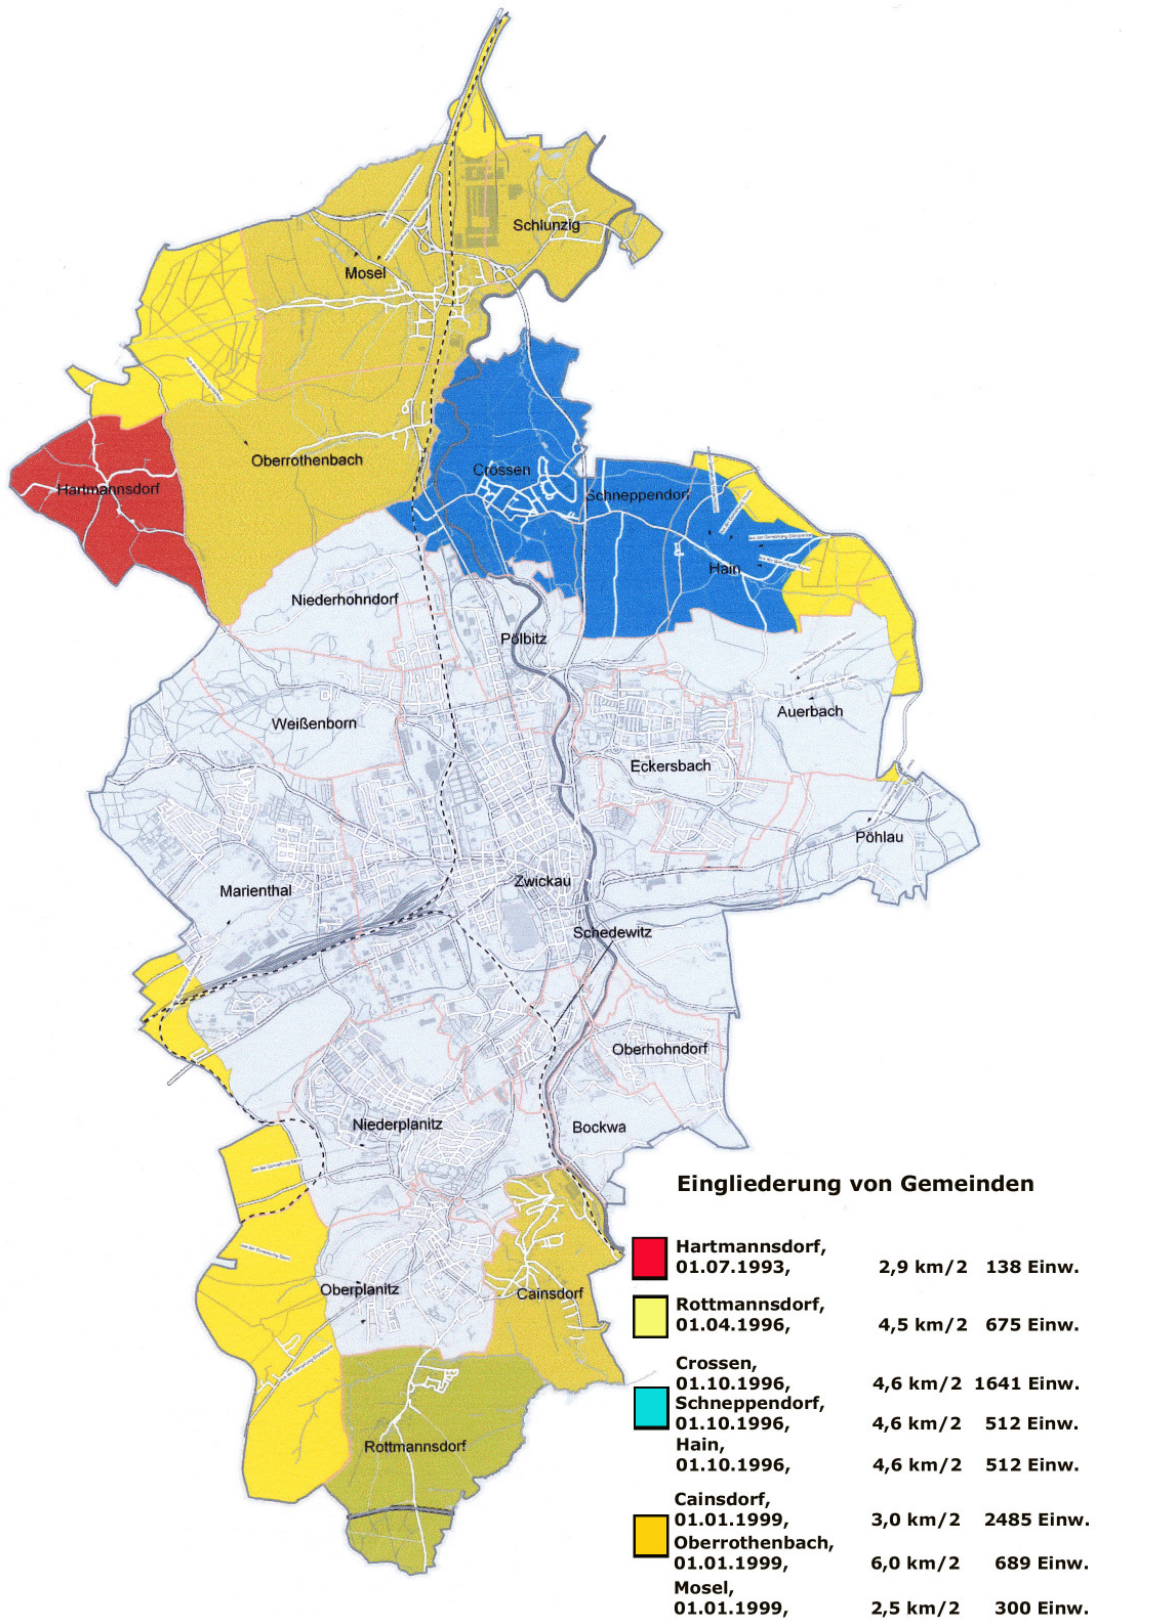 Schlunzig
Mosel
Oberrothenbach
Crossen
Hartmannsdorf
Schneppendorf
Hain
Niederhohndorf
Pölbitz
Weißenborn
Auerbach
Eckersbach
Pöhlau
Marienthal
Zwickau
Schedewitz
Oberhohndorf
Niederplanitz
Bockwa
Oberplanitz
Cainsdorf
Rottmannsdorf
Eingliederung von Gemeinden
Hartmannsdorf,
01.07.1993, 2,9 km/2 138 Einw.
Rottmannsdorf,
01.04.1996, 4,5 km/2 675 Einw.
Crossen,
01.10.1996, 4,6 km/2 1641 Einw.
Schneppendorf,
01.10.1996, 4,6 km/2 512 Einw.
Hain,
01.10.1996, 4,6 km/2 512 Einw.
Cainsdorf,
01.01.1999, 3,0 km/2 2485 Einw.
Oberrothenbach,
01.01.1999, 6,0 km/2 689 Einw.
Mosel,
01.01.1999, 2,5 km/2 300 Einw.